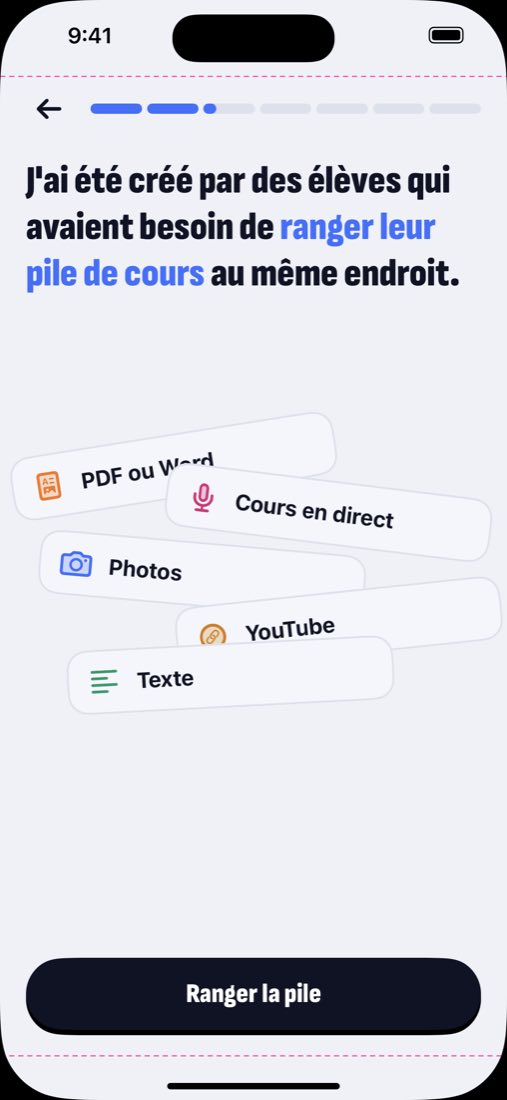 9:41
J'ai été créé par des élèves qui
avaient besoin de ranger leur
pile de cours au même endroit.
PDF ou Word
Cours en direct
Photos
YouTube
Texte
Ranger la pile